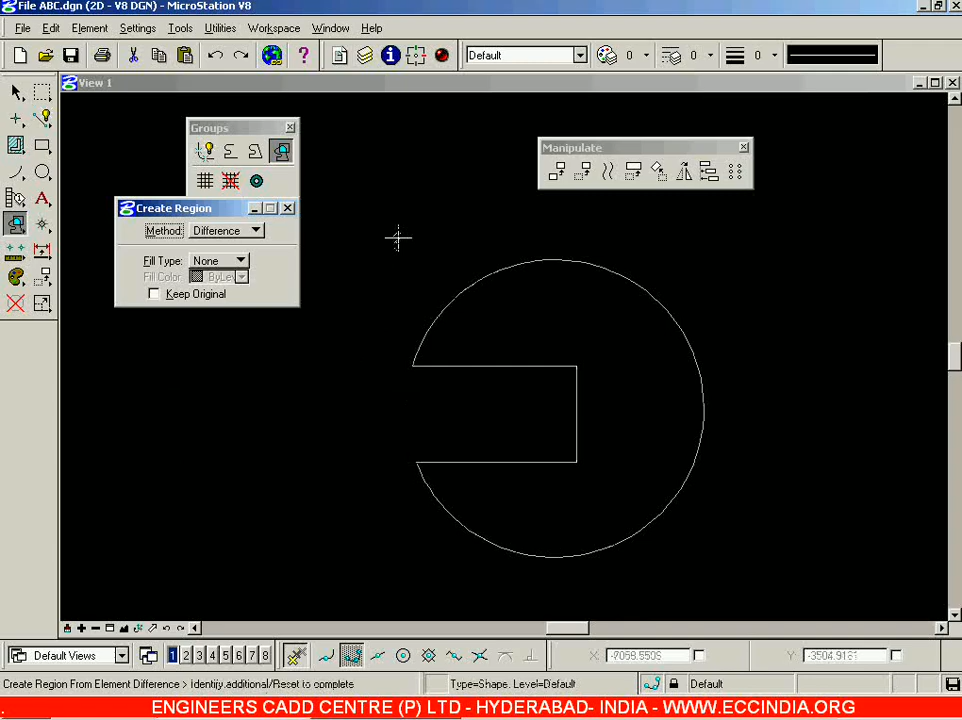 File ABC.dgn (2D - V8 DGN) - MicroStation V8
File Edit Element Settings Tools Utilities Workspace Window Help
Default 0 0 0
View 1
Groups
Manipulate
Create Region
Method: Difference
Fill Type: None
Fill Color:
Keep Original
Default Views 1 2 3 4 5 6 7 8 X: Y:
Create Region From Element Difference > Identify additional/Reset to complete Type=Shape, Level=Default Default
ENGINEERS CADD CENTRE (P) LTD - HYDERABAD- INDIA - WWW.ECCINDIA.ORG